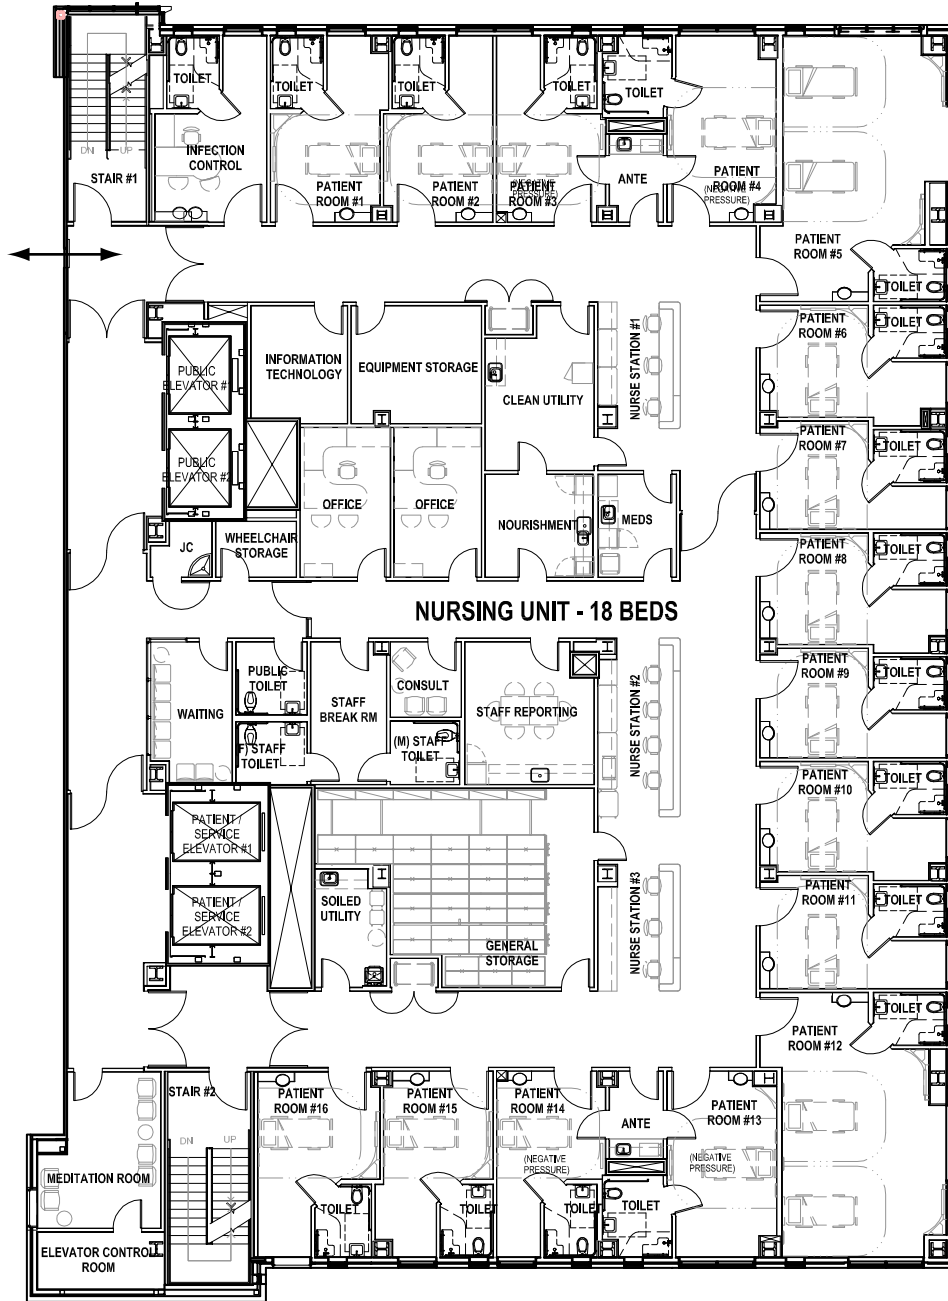 TOILET
TOILET
TOILET
TOILET
TOILET
DN
UP
STAIR #1
INFECTION
CONTROL
PATIENT
ROOM #1
PATIENT
ROOM #2
PATIENT
ROOM #3
(NEGATIVE
PRESSURE)
ANTE
PATIENT
ROOM #4
(NEGATIVE
PRESSURE)
PATIENT
ROOM #5
TOILET
PUBLIC
ELEVATOR #1
INFORMATION
TECHNOLOGY
EQUIPMENT STORAGE
CLEAN UTILITY
NURSE STATION #1
PATIENT
ROOM #6
TOILET
PUBLIC
ELEVATOR #2
OFFICE
OFFICE
NOURISHMENT
MEDS
PATIENT
ROOM #7
TOILET
JC
WHEELCHAIR
STORAGE
PATIENT
ROOM #8
TOILET
NURSING UNIT - 18 BEDS
WAITING
PUBLIC
TOILET
(F) STAFF
TOILET
STAFF
BREAK RM
CONSULT
(M) STAFF
TOILET
STAFF REPORTING
NURSE STATION #2
PATIENT
ROOM #9
TOILET
PATIENT
ROOM #10
TOILET
PATIENT /
SERVICE
ELEVATOR #1
PATIENT /
SERVICE
ELEVATOR #2
SOILED
UTILITY
GENERAL
STORAGE
NURSE STATION #3
PATIENT
ROOM #11
TOILET
PATIENT
ROOM #12
TOILET
STAIR #2
DN
UP
PATIENT
ROOM #16
PATIENT
ROOM #15
PATIENT
ROOM #14
(NEGATIVE
PRESSURE)
ANTE
PATIENT
ROOM #13
(NEGATIVE
PRESSURE)
MEDITATION ROOM
TOILET
TOILET
TOILET
TOILET
ELEVATOR CONTROL
ROOM